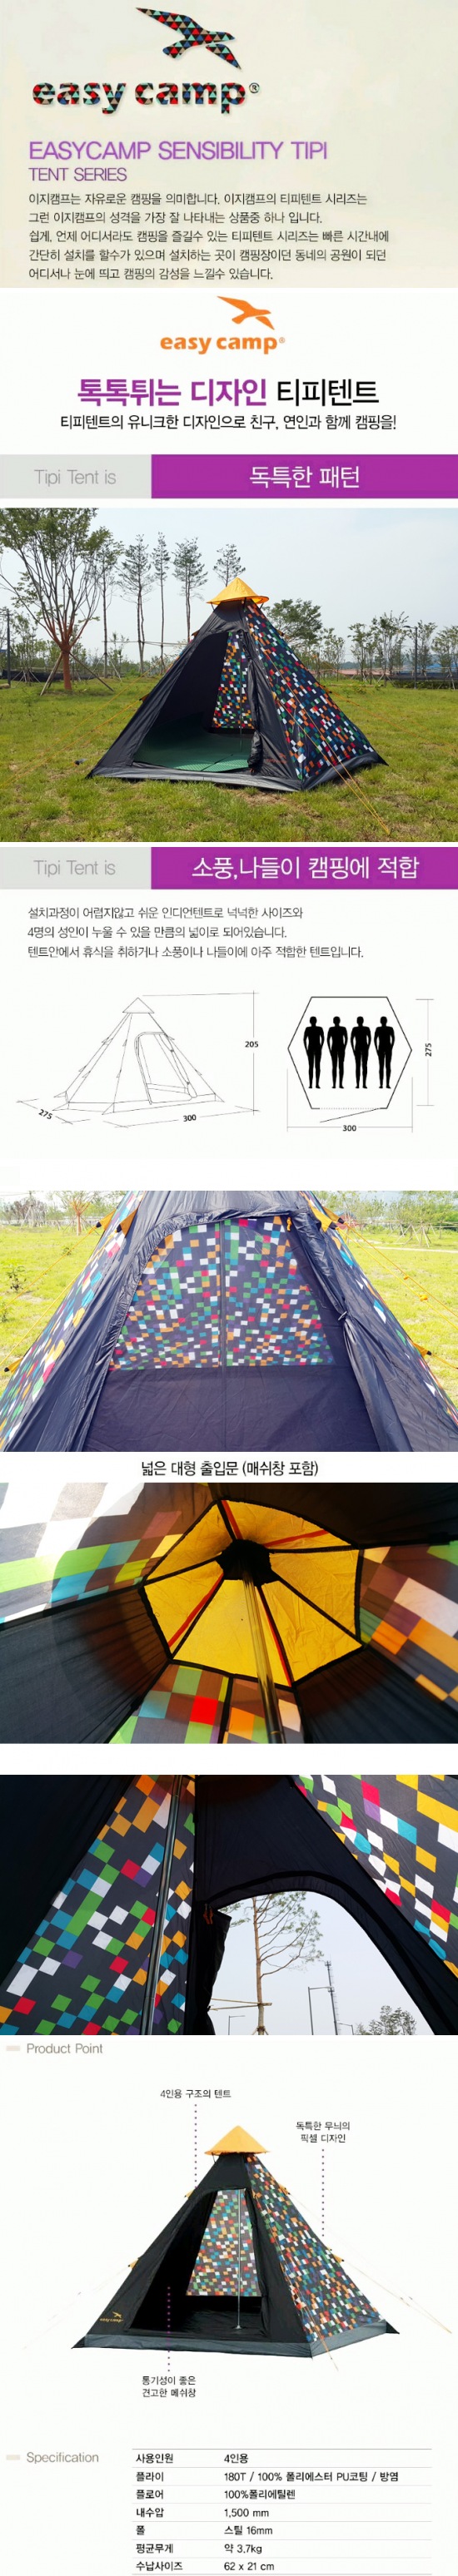 easy camp®
EASYCAMP SENSIBILITY TIPI
TENT SERIES
이지캠프는 자유로운 캠핑을 의미합니다. 이지캠프의 티피텐트 시리즈는
그런 이지캠프의 성격을 가장 잘 나타내는 상품중 하나 입니다.
쉽게, 언제 어디서라도 캠핑을 즐길수 있는 티피텐트 시리즈는 빠른 시간내에
간단히 설치를 할수가 있으며 설치하는 곳이 캠핑장이던 동네의 공원이 되던
어디서나 눈에 띄고 캠핑의 감성을 느낄수 있습니다.
easy camp®
톡톡튀는 디자인 티피텐트
티피텐트의 유니크한 디자인으로 친구, 연인과 함께 캠핑을!
Tipi Tent is 독특한 패턴
Tipi Tent is 소풍,나들이 캠핑에 적합
설치과정이 어렵지않고 쉬운 인디언텐트로 넉넉한 사이즈와
4명의 성인이 누울 수 있을 만큼의 넓이로 되어있습니다.
텐트안에서 휴식을 취하거나 소풍이나 나들이에 아주 적합한 텐트입니다.
205
275
300
275
300
넓은 대형 출입문 (매쉬창 포함)
Product Point
4인용 구조의 텐트
독특한 무늬의
픽셀 디자인
통기성이 좋은
견고한 메쉬창
Specification
사용인원 4인용
플라이 180T / 100% 폴리에스터 PU코팅 / 방염
플로어 100%폴리에틸렌
내수압 1,500 mm
폴 스틸 16mm
평균무게 약 3.7kg
수납사이즈 62 x 21 cm